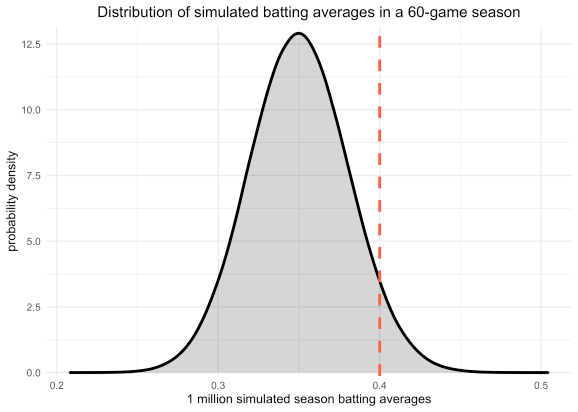 Distribution of simulated batting averages in a 60-game season
probability density
12.5
10.0
7.5
5.0
2.5
0.0
0.2 0.3 0.4 0.5
1 million simulated season batting averages